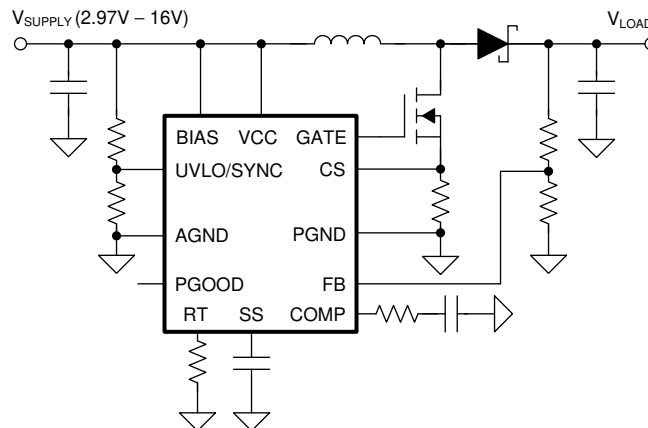 VSUPPLY (2.97V – 16V)
VLOAD
BIAS VCC GATE
UVLO/SYNC CS
AGND PGND
PGOOD FB
RT SS COMP